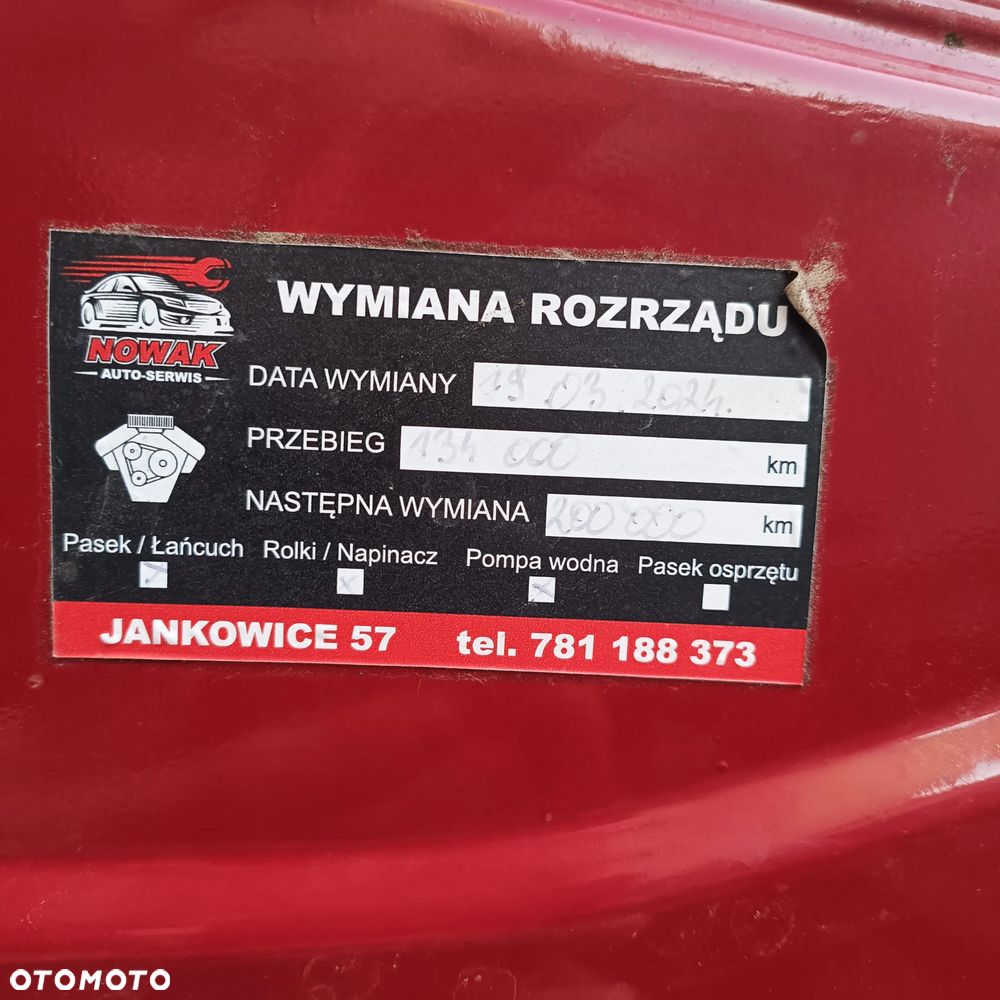 WYMIANA ROZRZĄDU
NOWAK
AUTO-SERWIS
DATA WYMIANY 19.03.2024.
PRZEBIEG 134 000 km
NASTĘPNA WYMIANA 200 000 km
Pasek / Łańcuch Rolki / Napinacz Pompa wodna Pasek osprzętu
JANKOWICE 57 tel. 781 188 373
OTOMOTO